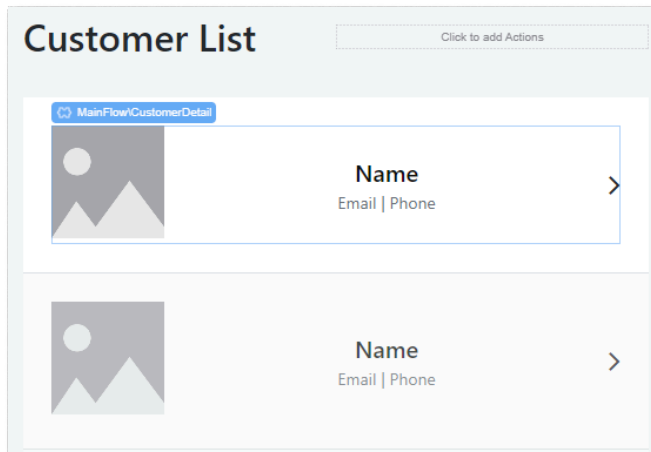 Customer List
Click to add Actions
MainFlow\CustomerDetail
Name
Email | Phone
Name
Email | Phone